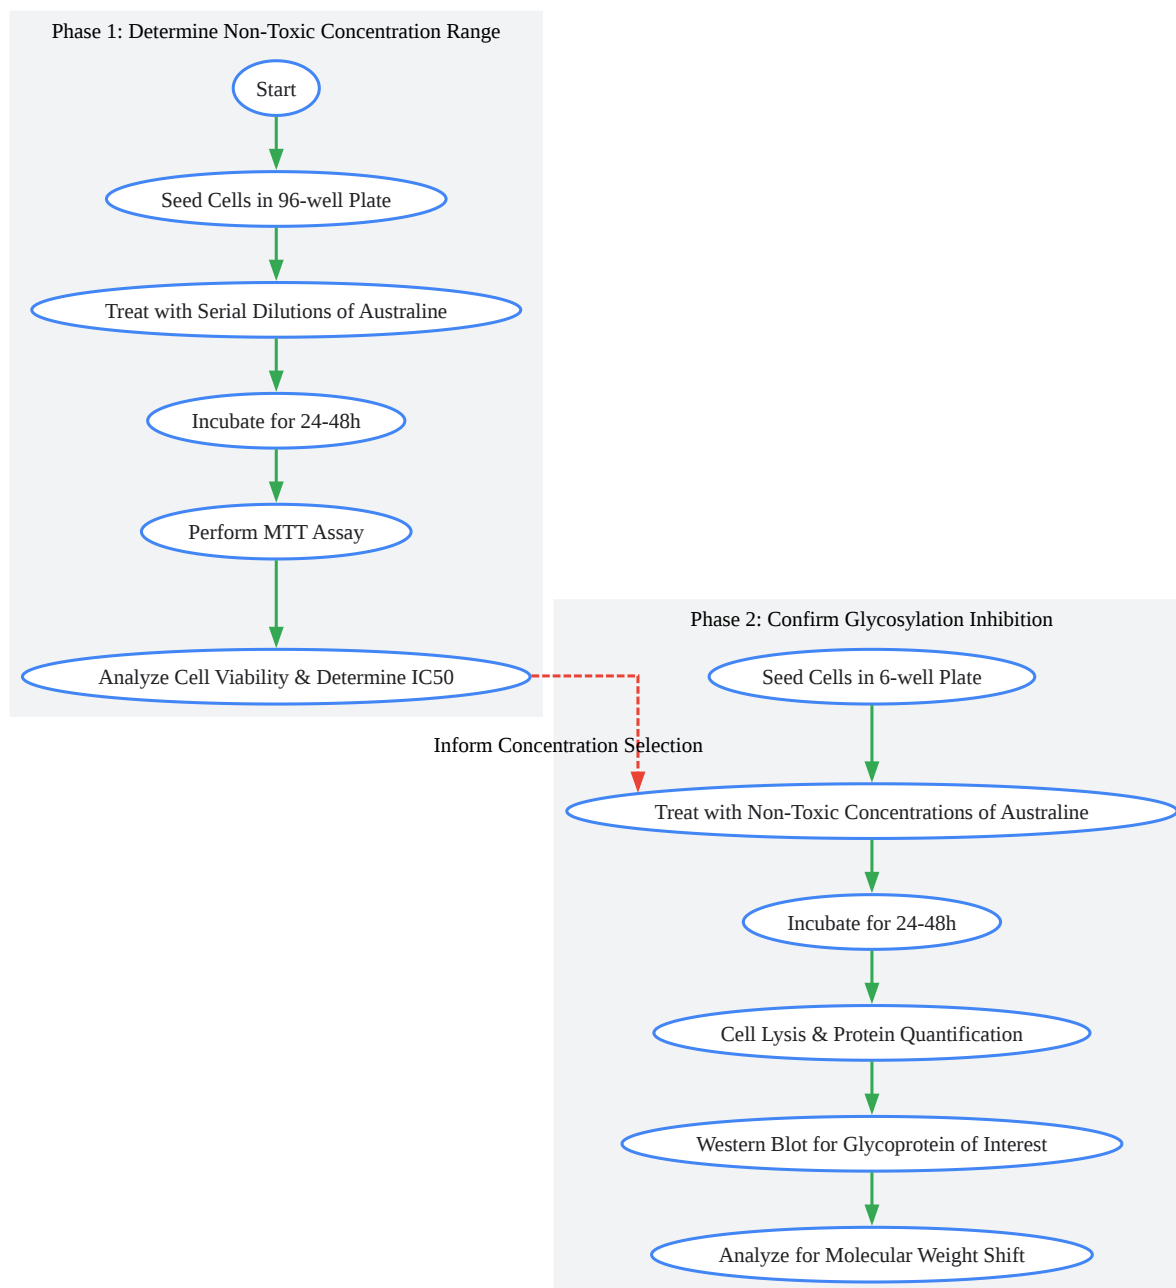 Phase 1: Determine Non-Toxic Concentration Range
Start
Seed Cells in 96-well Plate
Treat with Serial Dilutions of Australine
Incubate for 24-48h
Perform MTT Assay
Analyze Cell Viability & Determine IC50
Inform Concentration Selection
Phase 2: Confirm Glycosylation Inhibition
Seed Cells in 6-well Plate
Treat with Non-Toxic Concentrations of Australine
Incubate for 24-48h
Cell Lysis & Protein Quantification
Western Blot for Glycoprotein of Interest
Analyze for Molecular Weight Shift